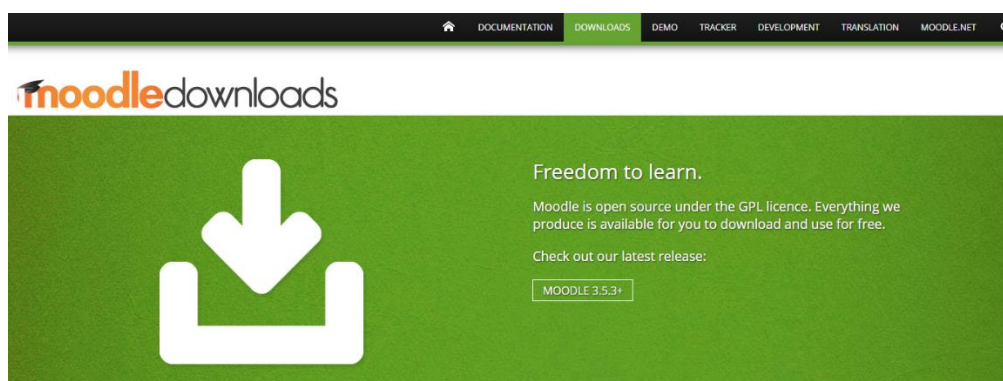 DOCUMENTATION DOWNLOADS DEMO TRACKER DEVELOPMENT TRANSLATION MOODLE.NET
moodledownloads
Freedom to learn.
Moodle is open source under the GPL licence. Everything we
produce is available for you to download and use for free.
Check out our latest release:
MOODLE 3.5.3+